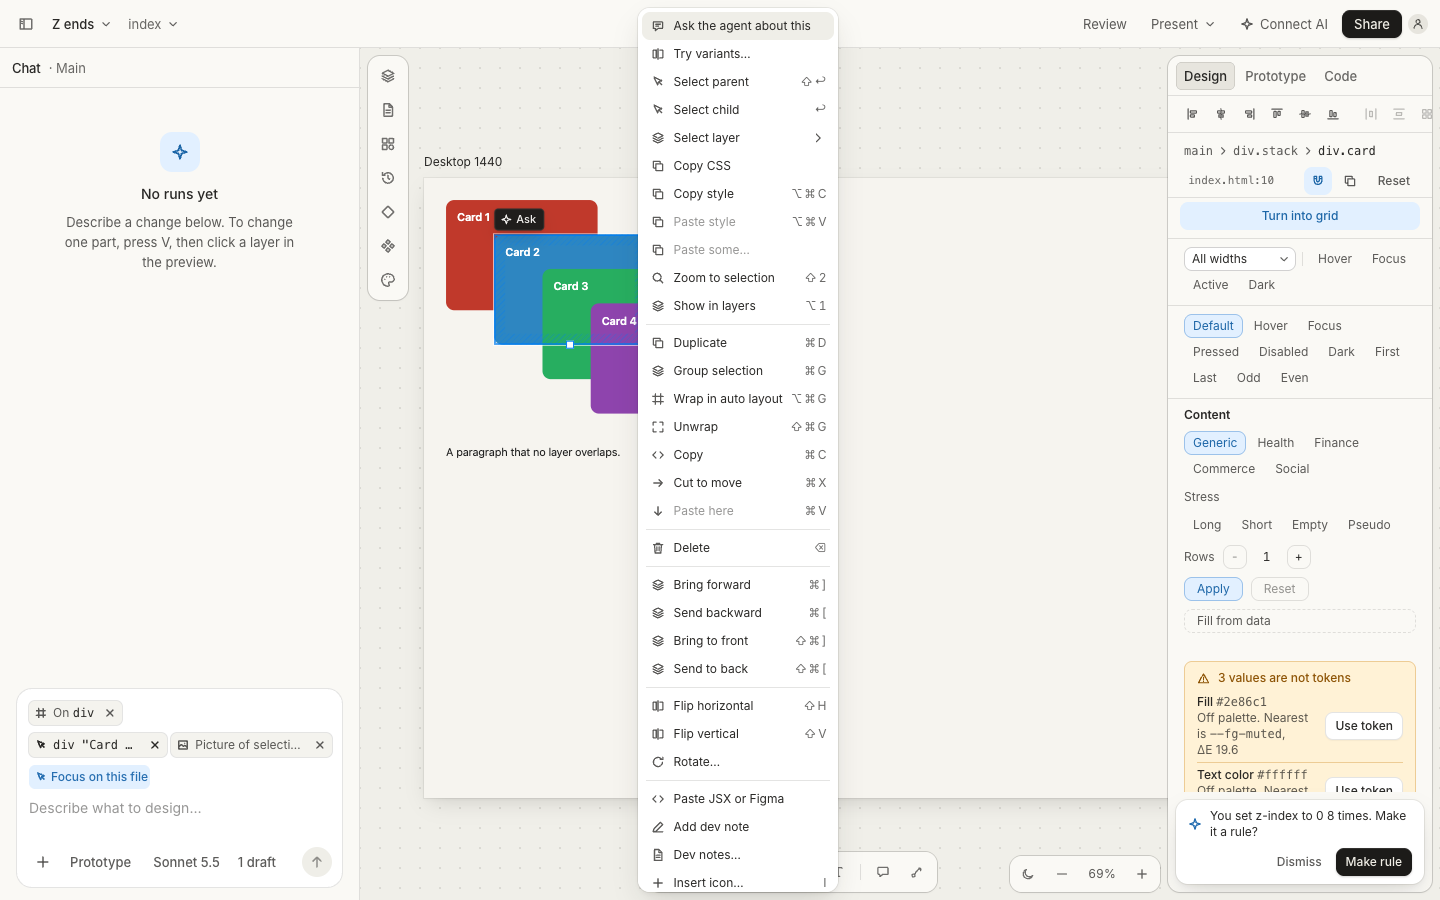 Z ends
index
Review
Present
Connect AI
Share
Chat · Main
No runs yet
Describe a change below. To change
one part, press V, then click a layer in
the preview.
On div
div "Card …
Picture of selecti…
Focus on this file
Describe what to design…
Prototype
Sonnet 5.5
1 draft
Desktop 1440
Card 1
Ask
Card 2
Card 3
Card 4
A paragraph that no layer overlaps.
Ask the agent about this
Try variants…
Select parent ⇧ ↩
Select child ↩
Select layer
Copy CSS
Copy style ⌥⌘C
Paste style ⌥⌘V
Paste some…
Zoom to selection ⇧2
Show in layers ⌥1
Duplicate ⌘D
Group selection ⌘G
Wrap in auto layout ⌥⌘G
Unwrap ⇧⌘G
Copy ⌘C
Cut to move ⌘X
Paste here ⌘V
Delete ⌫
Bring forward ⌘]
Send backward ⌘[
Bring to front ⇧⌘]
Send to back ⇧⌘[
Flip horizontal ⇧H
Flip vertical ⇧V
Rotate…
Paste JSX or Figma
Add dev note
Dev notes…
Insert icon… I
69%
Design Prototype Code
main > div.stack > div.card
index.html:10
Reset
Turn into grid
All widths
Hover Focus
Active Dark
Default Hover Focus
Pressed Disabled Dark First
Last Odd Even
Content
Generic Health Finance
Commerce Social
Stress
Long Short Empty Pseudo
Rows - 1 +
Apply Reset
Fill from data
3 values are not tokens
Fill #2e86c1
Off palette. Nearest
is --fg-muted,
ΔE 19.6
Use token
Text color #ffffff
Off palette. Nearest
Use token
You set z-index to 0 8 times. Make
it a rule?
Dismiss
Make rule